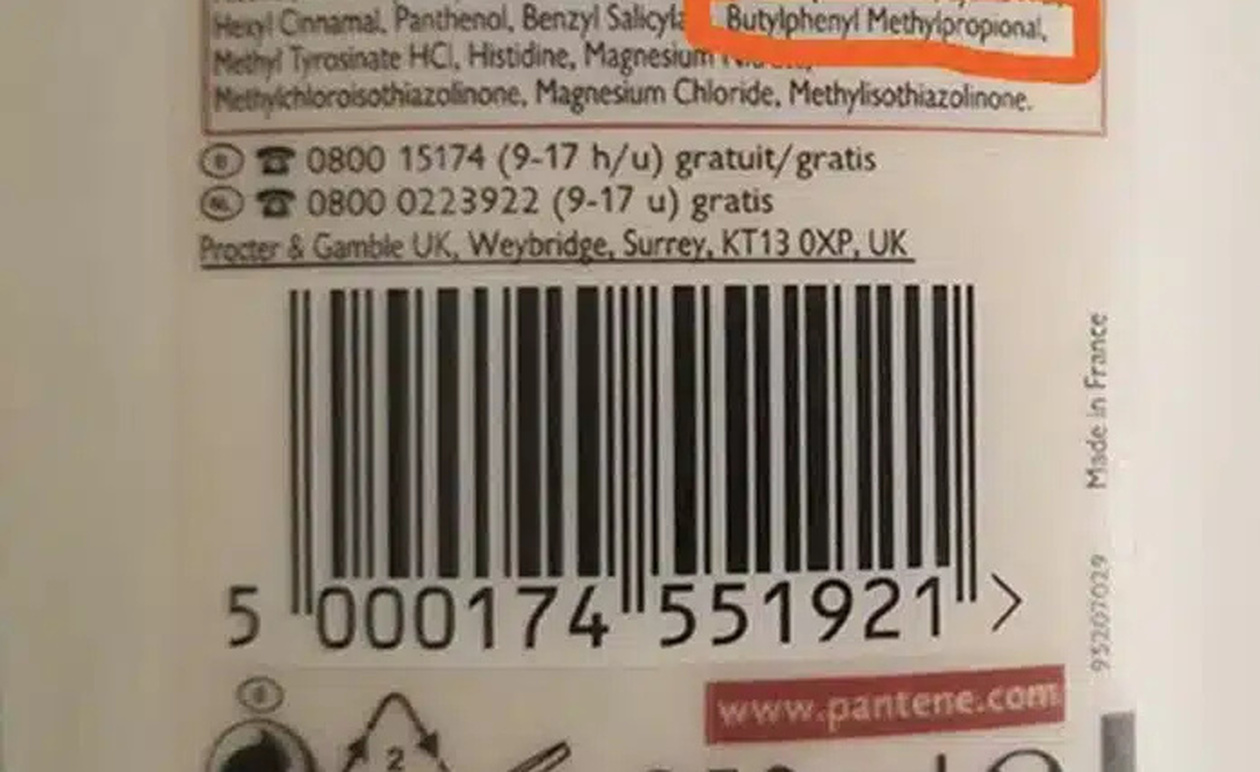 Hexyl Cinnamal, Panthenol, Benzyl Butylphenyl Methylpropional,
Methyl Tyrosinate HCl, Histidine, Magnesium
Methylchloroisothiazolinone, Magnesium Chloride, Methylisothiazolinone.
B 0800 15174 (9-17 h/u) gratuit/gratis
NL 0800 0223922 (9-17 u) gratis
Procter & Gamble UK, Weybridge, Surrey, KT13 0XP, UK
Made in France
95207029
5 000174 551921 >
www.pantene.com
2